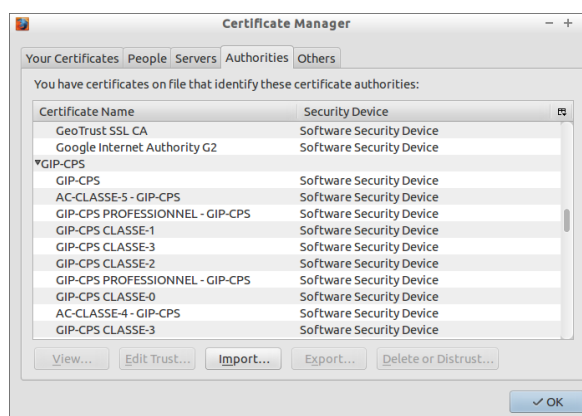 Certificate Manager
Your Certificates People Servers Authorities Others
You have certificates on file that identify these certificate authorities:
Certificate Name Security Device
GeoTrust SSL CA Software Security Device
Google Internet Authority G2 Software Security Device
GIP-CPS
GIP-CPS Software Security Device
AC-CLASSE-5 - GIP-CPS Software Security Device
GIP-CPS PROFESSIONNEL - GIP-CPS Software Security Device
GIP-CPS CLASSE-1 Software Security Device
GIP-CPS CLASSE-3 Software Security Device
GIP-CPS CLASSE-2 Software Security Device
GIP-CPS PROFESSIONNEL - GIP-CPS Software Security Device
GIP-CPS CLASSE-0 Software Security Device
AC-CLASSE-4 - GIP-CPS Software Security Device
GIP-CPS CLASSE-3 Software Security Device
View... Edit Trust... Import... Export... Delete or Distrust...
OK